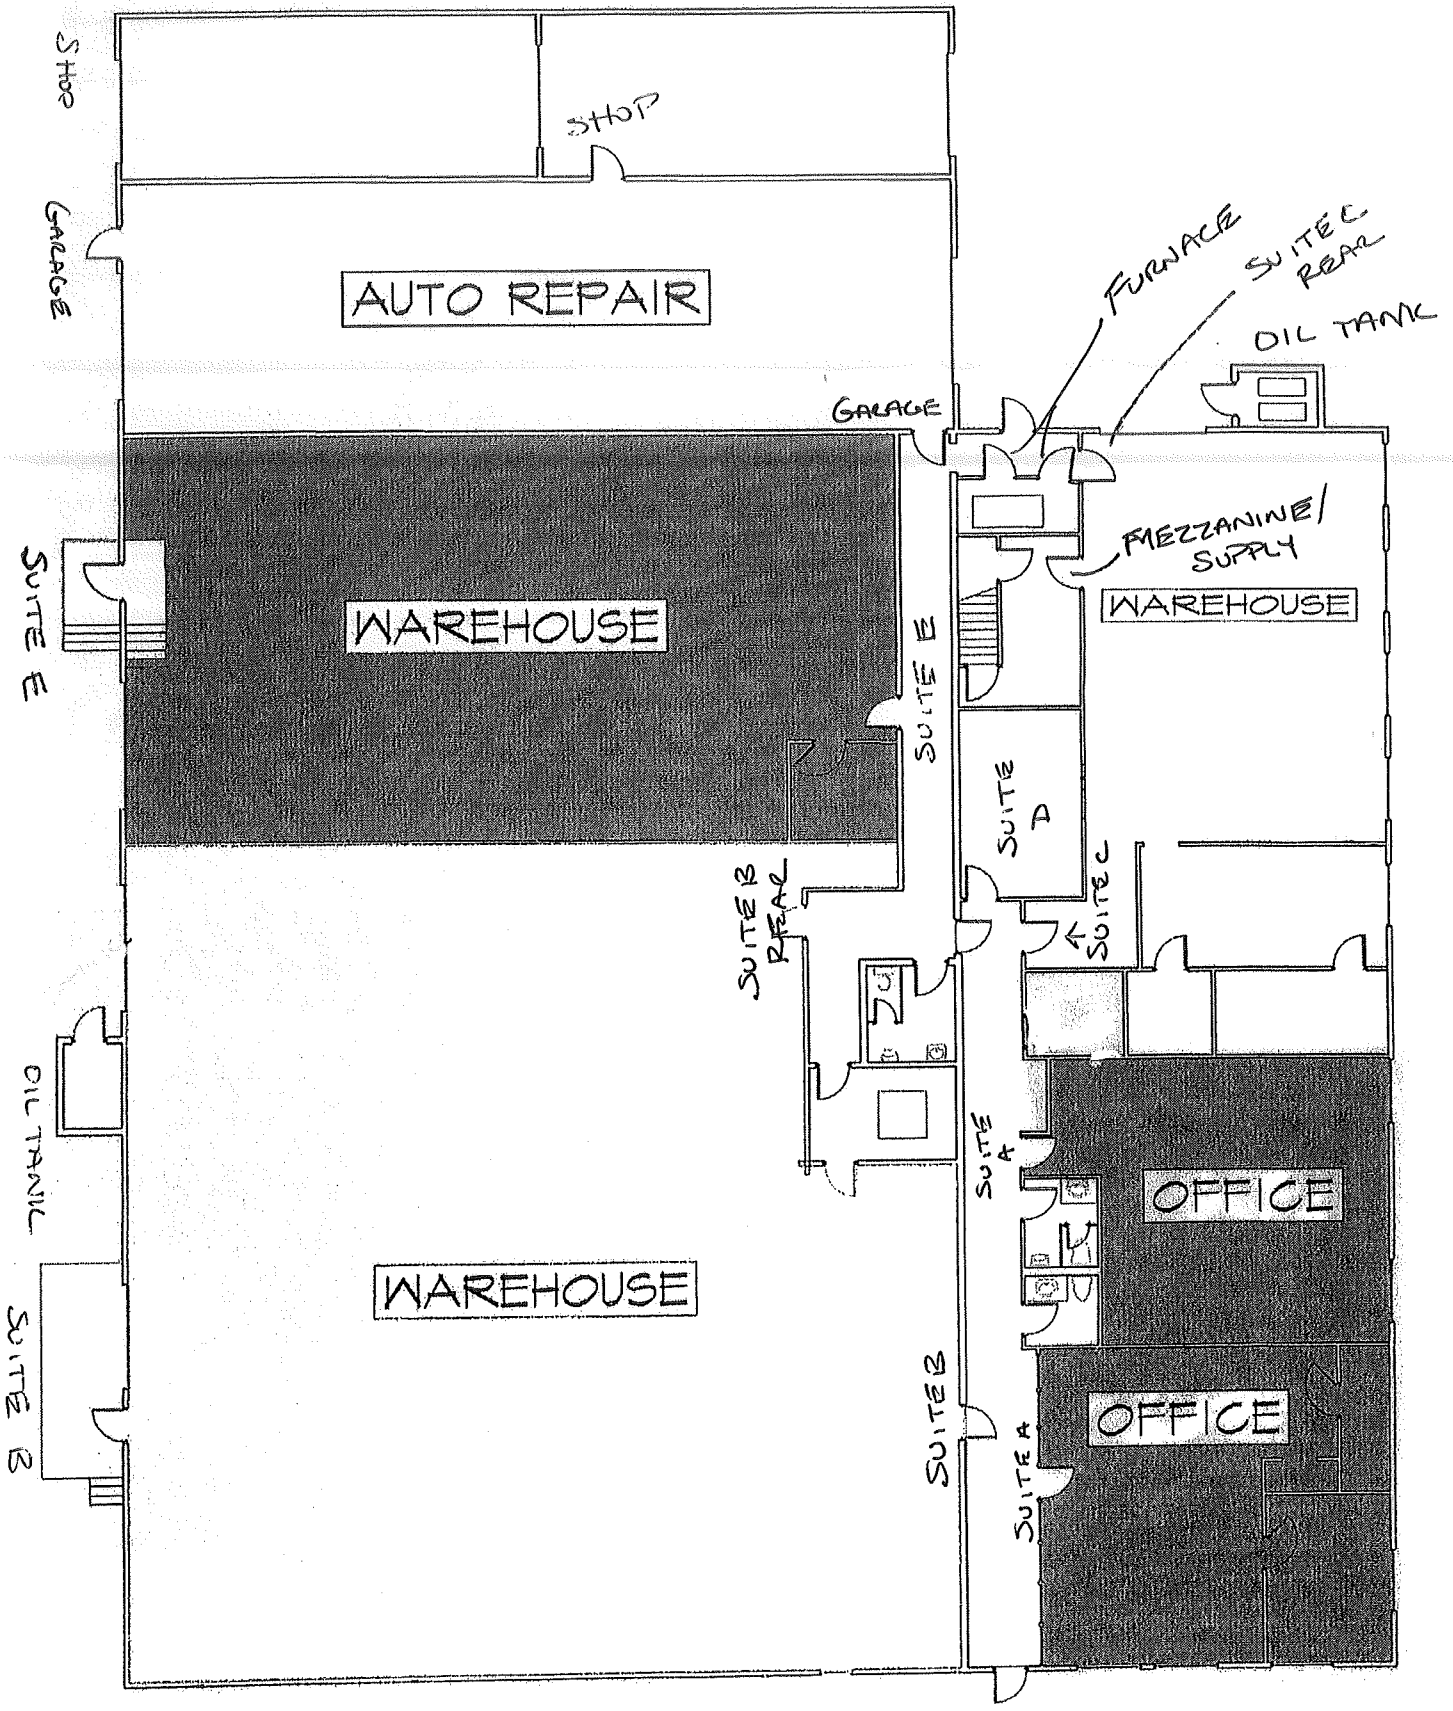 SHOP
SHOP
GARAGE
AUTO REPAIR
FURNACE
SUITE C
REAR
OIL TANK
GARAGE
MEZZANINE/
SUPPLY
WAREHOUSE
SUITE E
WAREHOUSE
SUITE E
SUITE
D
SUITE B
REAR
SUITE C
OIL TANK
SUITE
A
OFFICE
WAREHOUSE
SUITE B
SUITE B
SUITE A
OFFICE